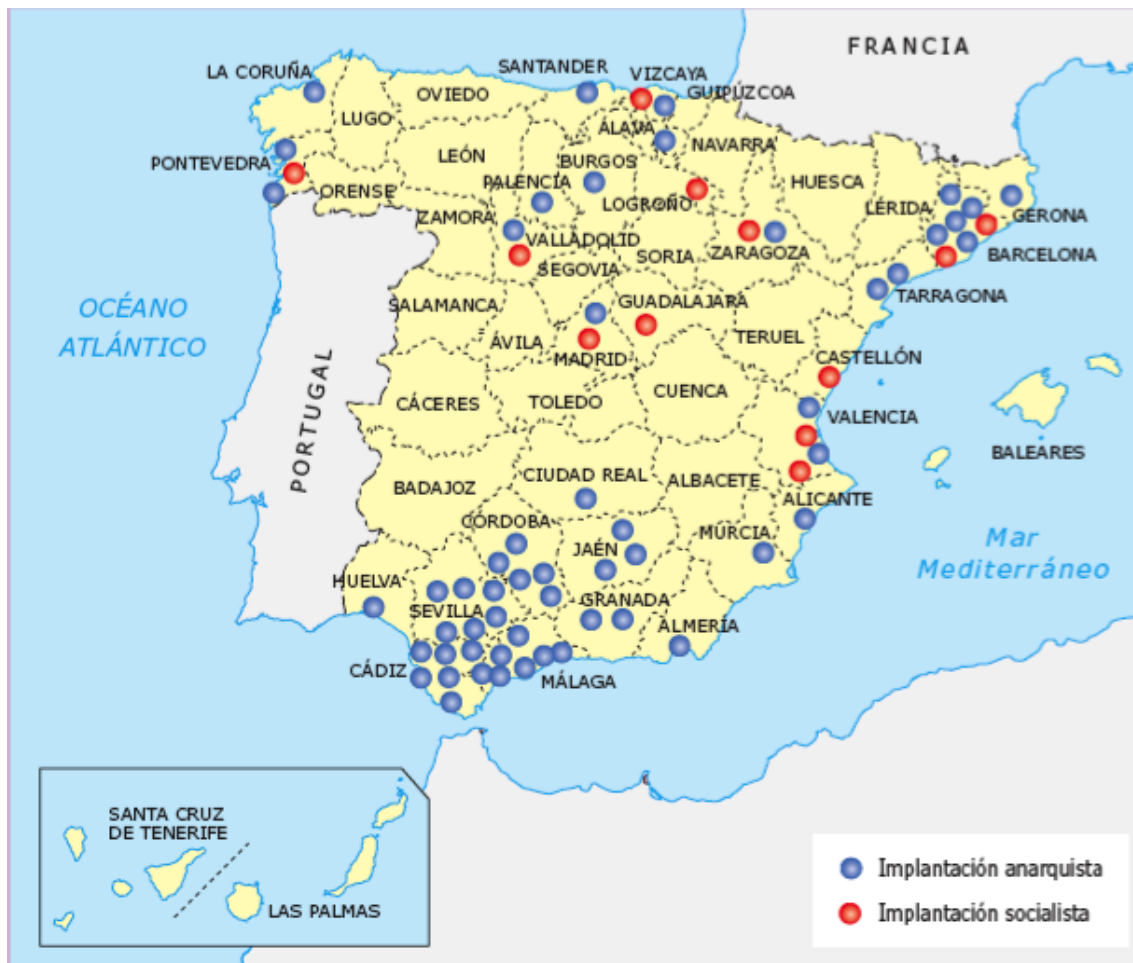 FRANCIA
LA CORUÑA
SANTANDER
VIZCAYA
GUIPÚZCOA
OVIEDO
LUGO
ÁLAVA
NAVARRA
PONTEVEDRA
LEÓN
BURGOS
HUESCA
PALENCIA
ORENSE
LOGROÑO
LÉRIDA
GERONA
ZAMORA
VALLADOLID
SORIA
ZARAGOZA
BARCELONA
SEGOVIA
SALAMANCA
GUADALAJARA
TARRAGONA
OCÉANO
ATLÁNTICO
ÁVILA
TERUEL
MADRID
CASTELLÓN
PORTUGAL
CÁCERES
TOLEDO
CUENCA
VALENCIA
BALEARES
CIUDAD REAL
ALBACETE
BADAJOZ
ALICANTE
CÓRDOBA
MURCIA
Mar
Mediterráneo
JAÉN
HUELVA
SEVILLA
GRANADA
ALMERÍA
CÁDIZ
MÁLAGA
SANTA CRUZ
DE TENERIFE
LAS PALMAS
Implantación anarquista
Implantación socialista